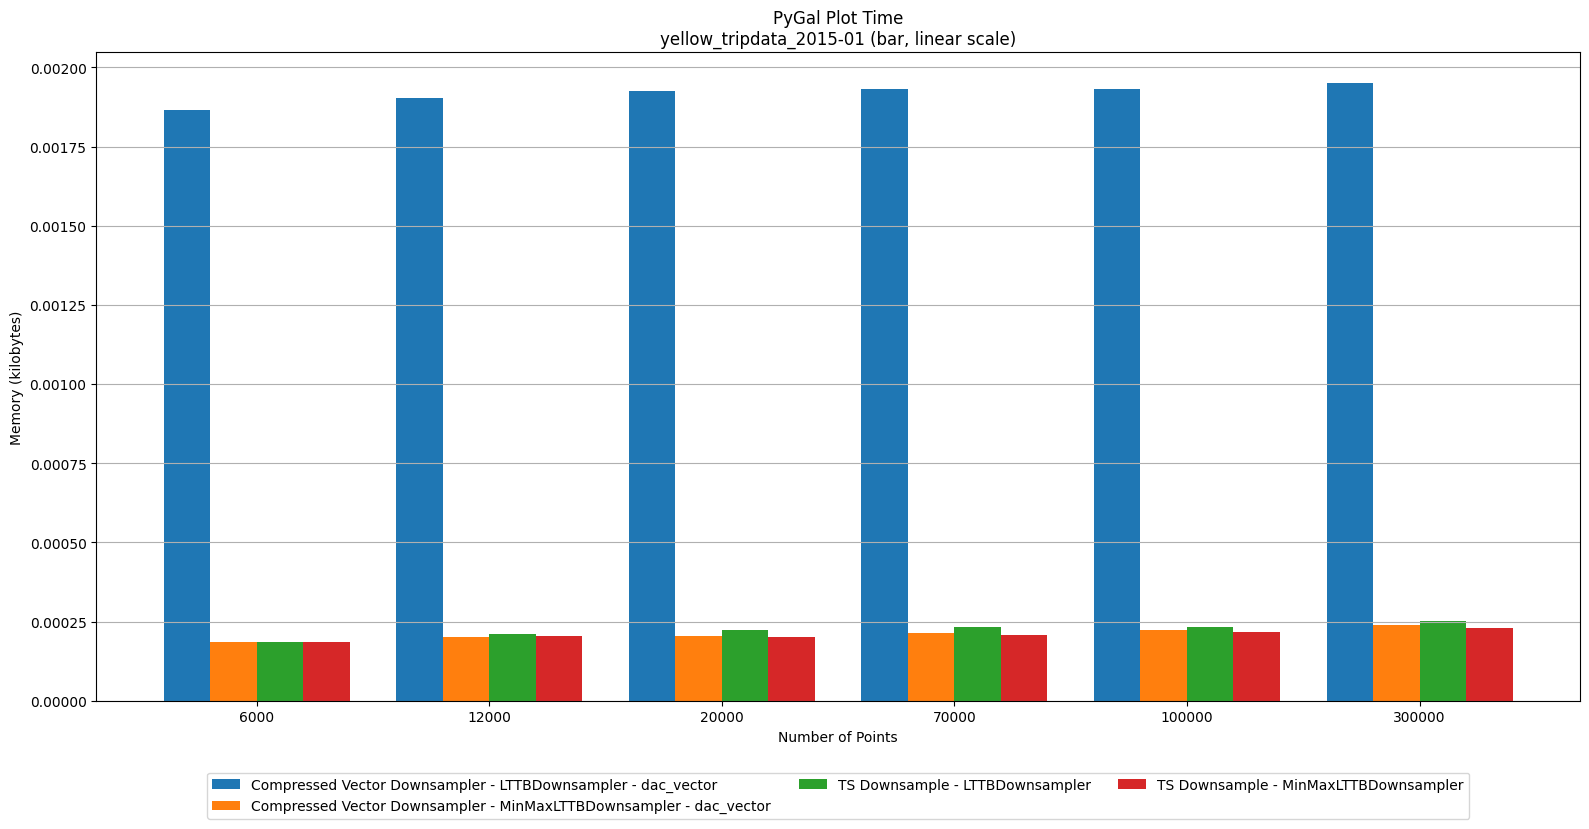 PyGal Plot Time
yellow_tripdata_2015-01 (bar, linear scale)
0.00200
0.00175
0.00150
0.00125
0.00100
0.00075
0.00050
0.00025
0.00000
Memory (kilobytes)
6000 12000 20000 70000 100000 300000
Number of Points
Compressed Vector Downsampler - LTTBDownsampler - dac_vector
Compressed Vector Downsampler - MinMaxLTTBDownsampler - dac_vector
TS Downsample - LTTBDownsampler
TS Downsample - MinMaxLTTBDownsampler